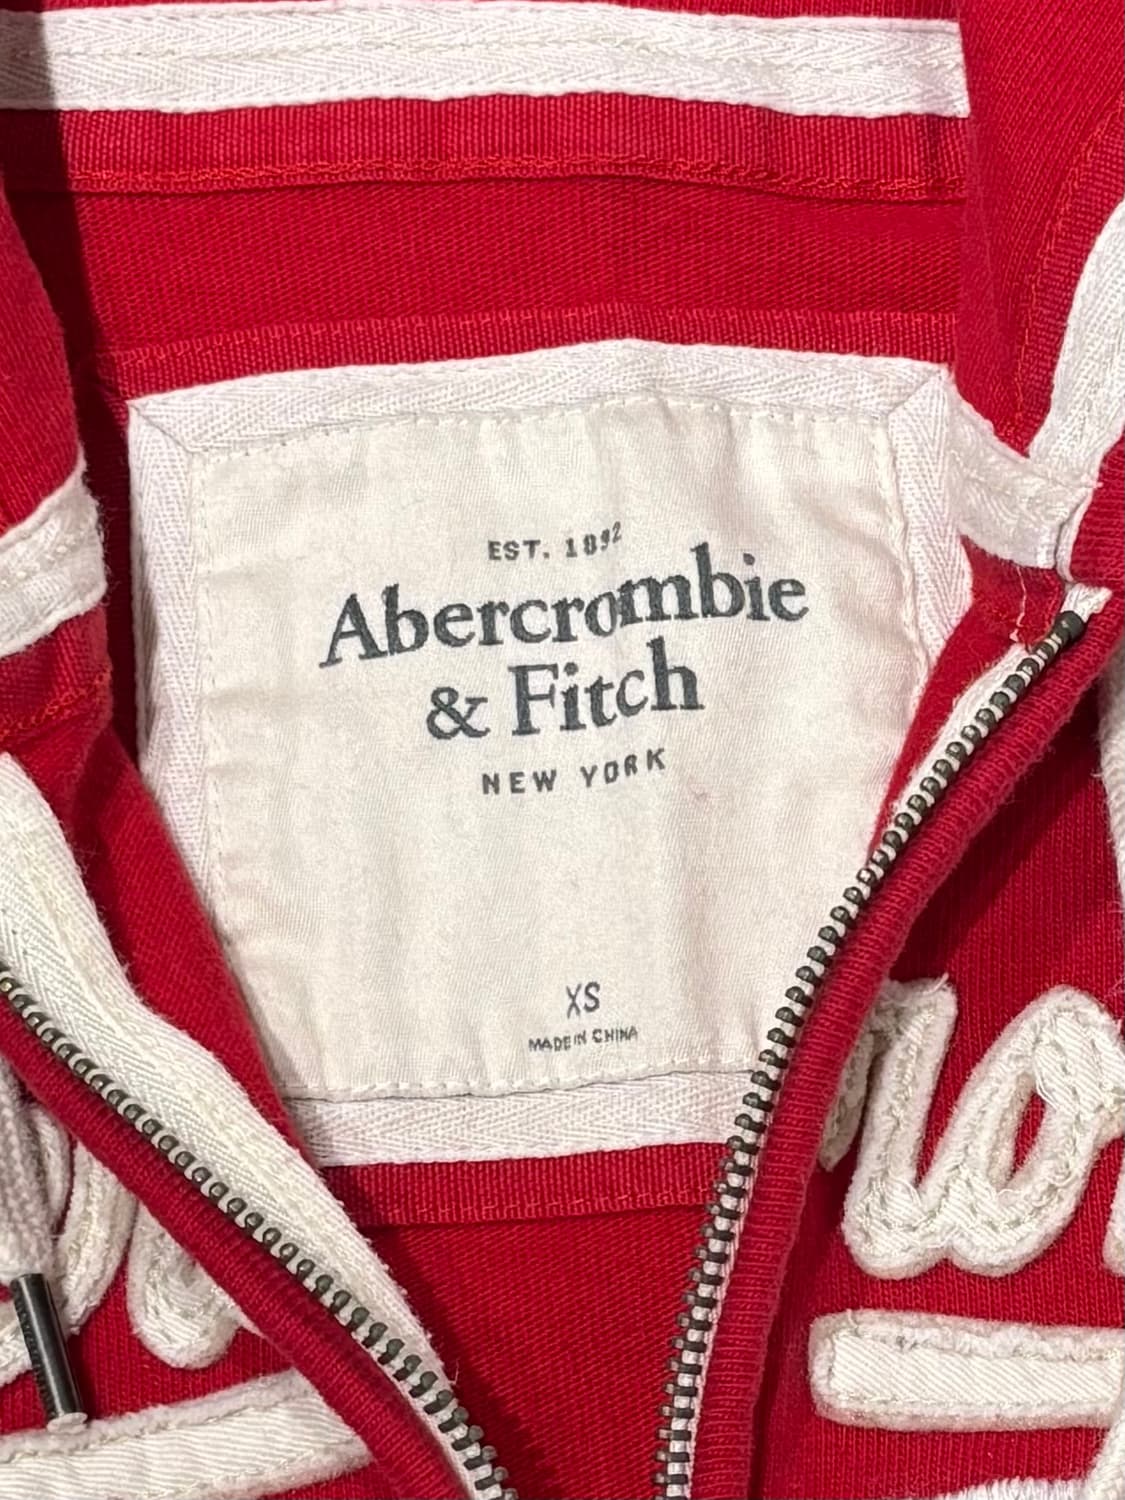 EST. 1892
Abercrombie
& Fitch
NEW YORK
XS
MADE IN CHINA